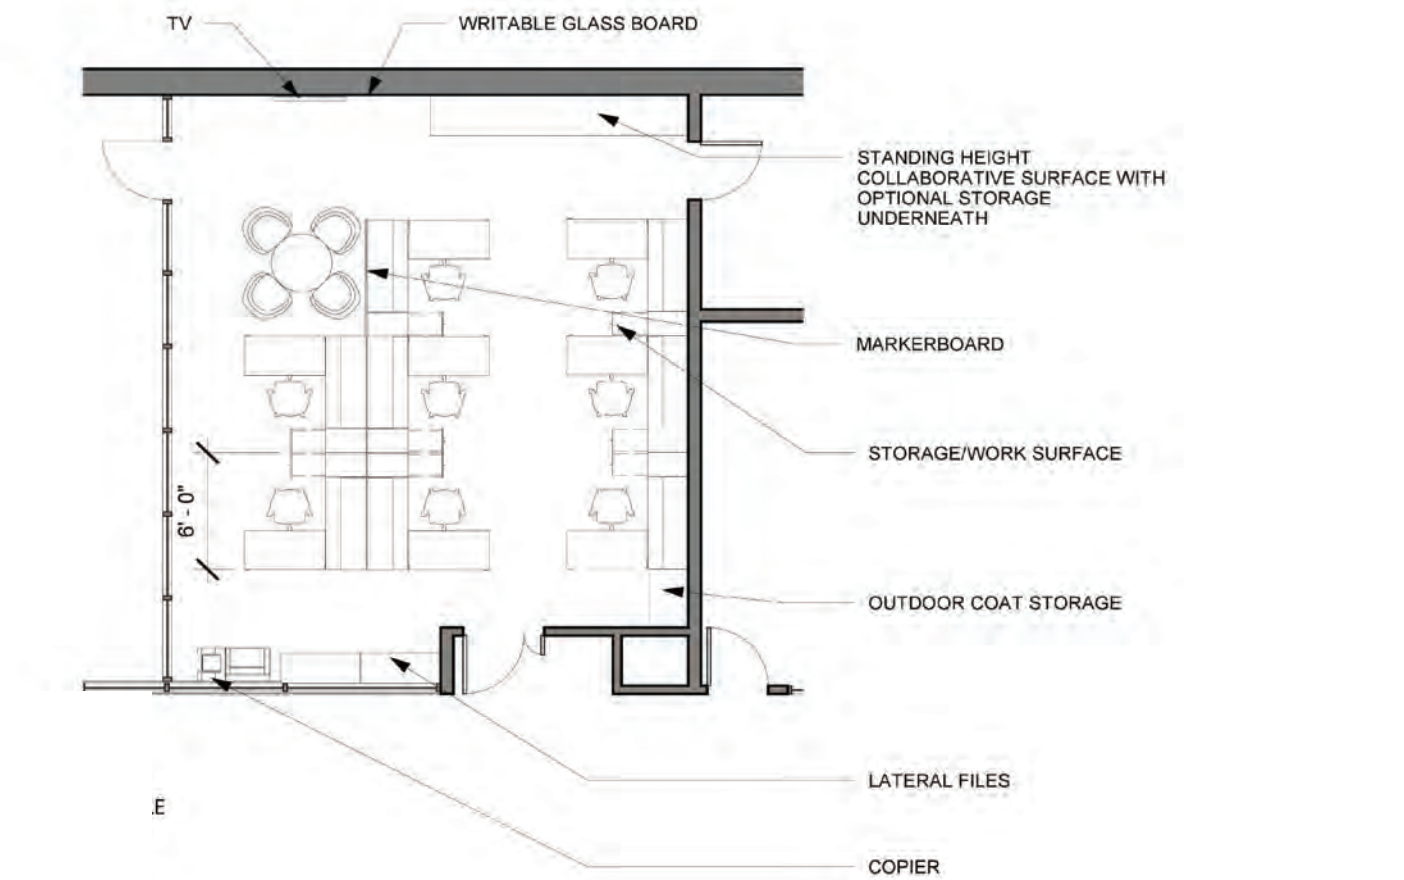 TV
WRITABLE GLASS BOARD
STANDING HEIGHT
COLLABORATIVE SURFACE WITH
OPTIONAL STORAGE
UNDERNEATH
MARKERBOARD
STORAGE/WORK SURFACE
6' - 0"
OUTDOOR COAT STORAGE
LATERAL FILES
LE
COPIER